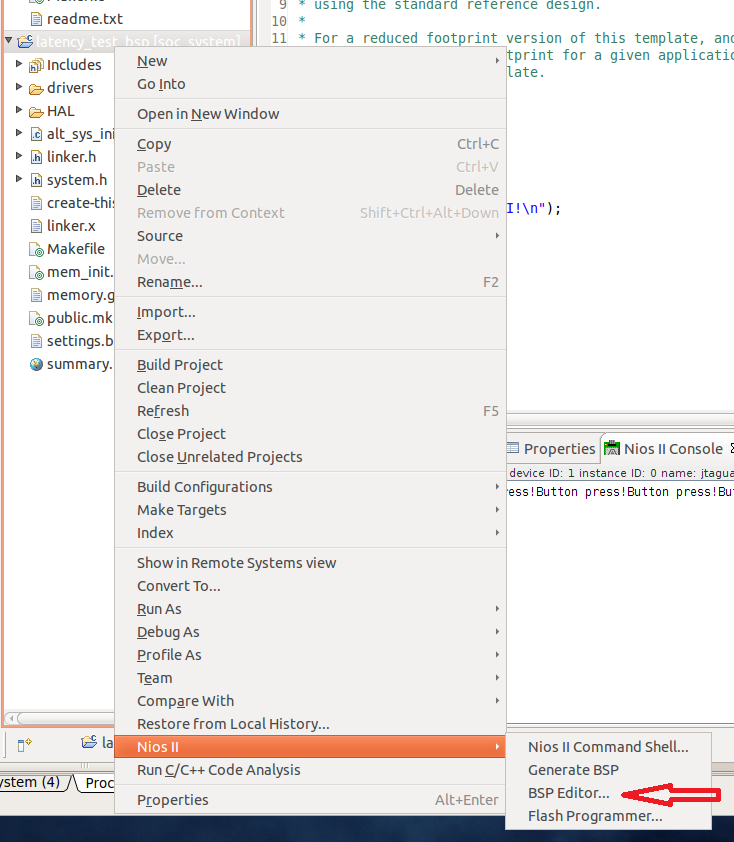 readme.txt
latency_test_bsp [soc_system]
Includes
drivers
HAL
alt_sys_ini
linker.h
system.h
create-this
linker.x
Makefile
mem_init.
memory.g
public.mk
settings.b
summary.
9 * using the standard reference design.
10 *
11 * For a reduced footprint version of this template, and
tprint for a given applicatio
late.
I!\n");
New
Go Into
Open in New Window
Copy Ctrl+C
Paste Ctrl+V
Delete Delete
Remove from Context Shift+Ctrl+Alt+Down
Source
Move...
Rename... F2
Import...
Export...
Build Project
Clean Project
Refresh F5
Close Project
Close Unrelated Projects
Build Configurations
Make Targets
Index
Show in Remote Systems view
Convert To...
Run As
Debug As
Profile As
Team
Compare With
Restore from Local History...
Nios II
Run C/C++ Code Analysis
Properties Alt+Enter
Nios II Command Shell...
Generate BSP
BSP Editor...
Flash Programmer...
Properties Nios II Console
device ID: 1 instance ID: 0 name: jtagua
ress!Button press!Button press!Bu
la
ystem (4) Proc